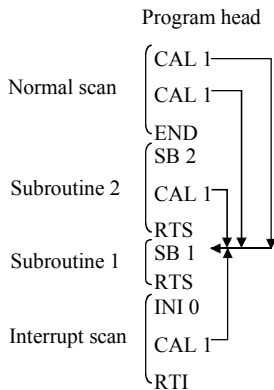 Program head
CAL 1
Normal scan
CAL 1
END
SB 2
Subroutine 2
CAL 1
RTS
SB 1
Subroutine 1
RTS
INI 0
Interrupt scan
CAL 1
RTI